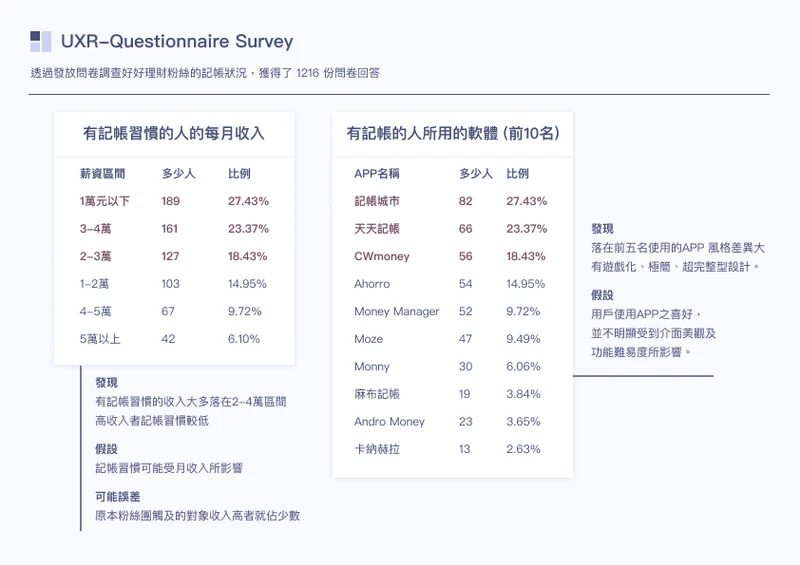 UXR–Questionnaire Survey
透過發放問卷調查好好理財粉絲的記帳狀況，獲得了 1216 份問卷回答
有記帳習慣的人的每月收入
薪資區間 多少人 比例
1萬元以下 189 27.43%
3–4萬 161 23.37%
2–3萬 127 18.43%
1–2萬 103 14.95%
4–5萬 67 9.72%
5萬以上 42 6.10%
發現
有記帳習慣的收入大多落在2–4萬區間
高收入者記帳習慣較低
假設
記帳習慣可能受月收入所影響
可能誤差
原本粉絲團觸及的對象收入高者就佔少數
有記帳的人所用的軟體 (前10名)
APP名稱 多少人 比例
記帳城市 82 27.43%
天天記帳 66 23.37%
CWmoney 56 18.43%
Ahorro 54 14.95%
Money Manager 52 9.72%
Moze 47 9.49%
Monny 30 6.06%
麻布記帳 19 3.84%
Andro Money 23 3.65%
卡納赫拉 13 2.63%
發現
落在前五名使用的APP 風格差異大
有遊戲化、極簡、超完整型設計。
假設
用戶使用APP之喜好，
並不明顯受到介面美觀及
功能難易度所影響。